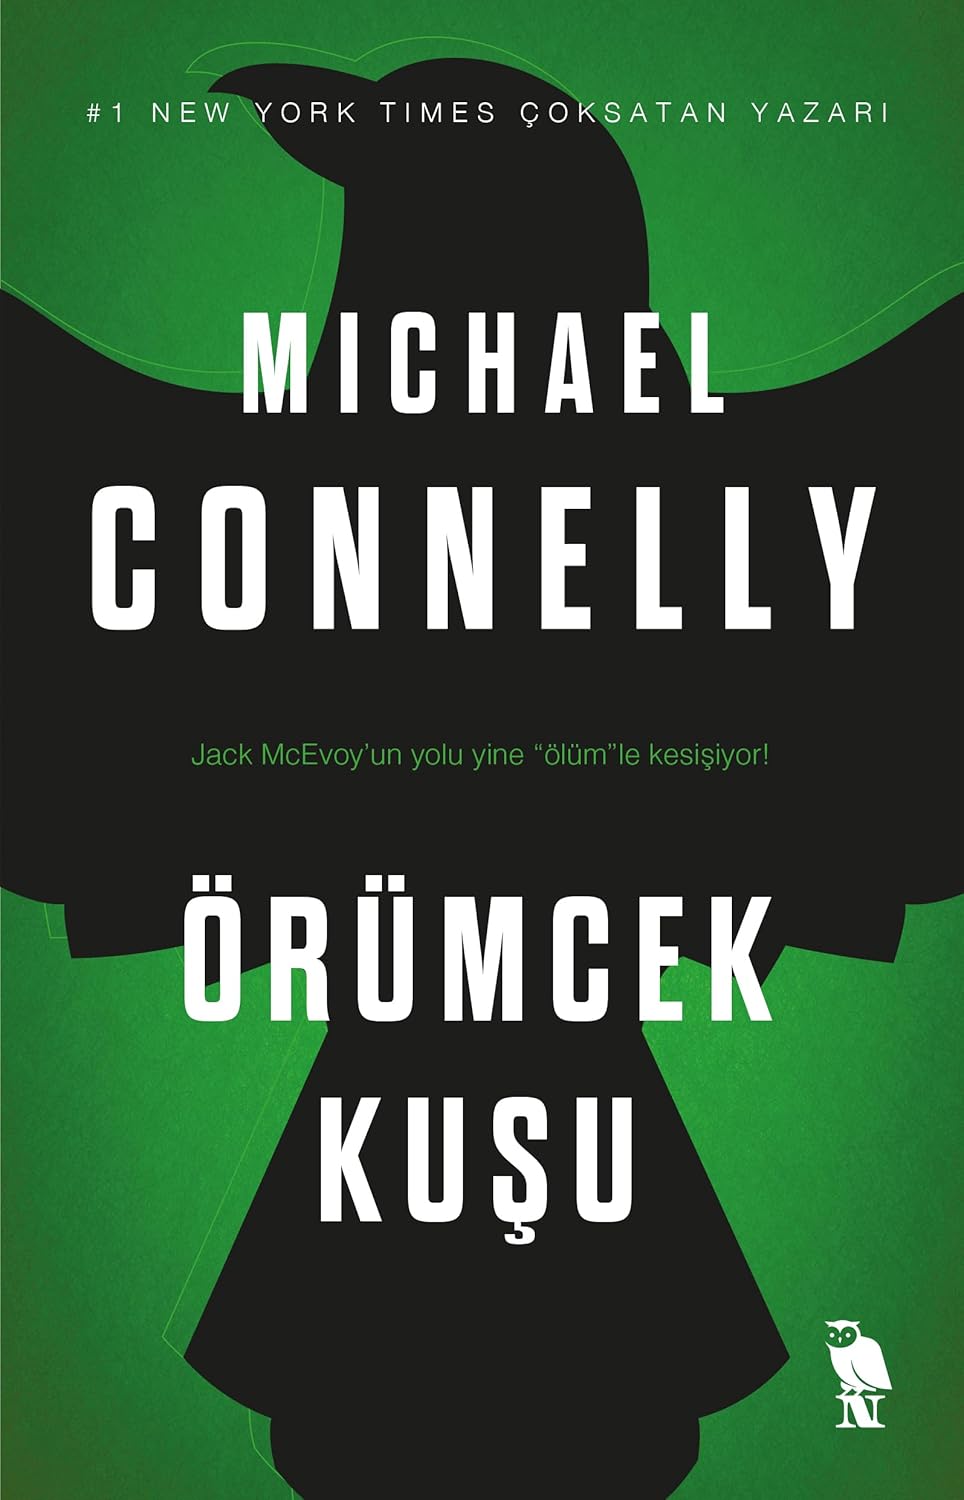 #1 NEW YORK TIMES ÇOKSATAN YAZARI
MICHAEL
CONNELLY
Jack McEvoy’un yolu yine “ölüm”le kesişiyor!
ÖRÜMCEK
KUŞU
N